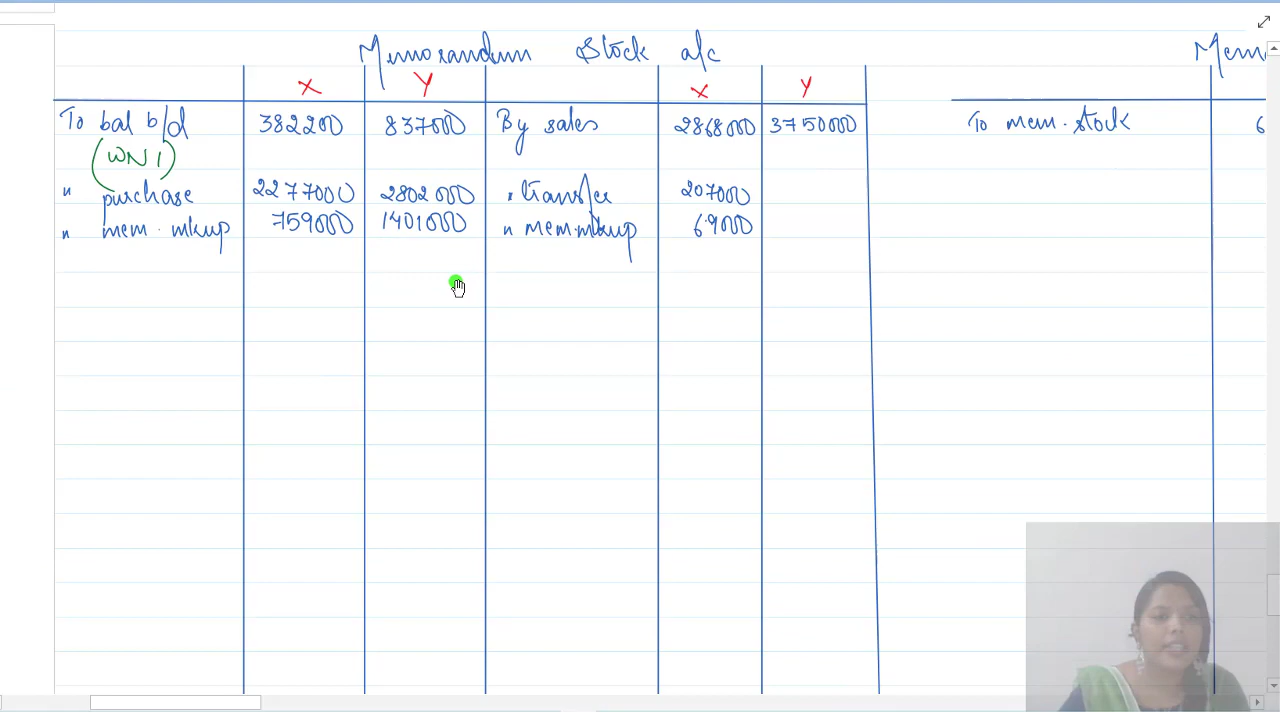 Memorandum Stock a/c
X Y X Y
To bal b/d 382200 837000 By sales 2868000 3750000 To mem. stock 6
(WN 1)
" purchase 2277000 2802000 " transfer 207000
" mem. mkup 759000 1401000 " mem.mkup 69000